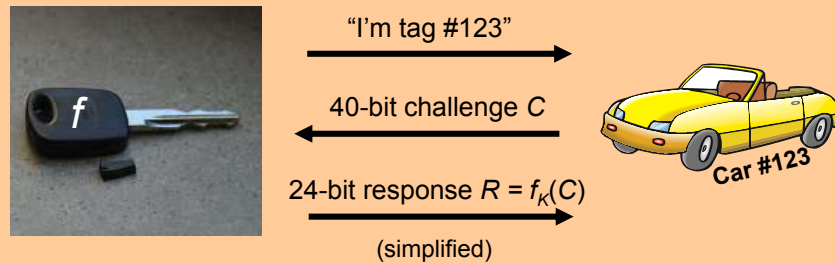 "I'm tag #123"
f
40-bit challenge C
Car #123
24-bit response R = fK(C)
(simplified)